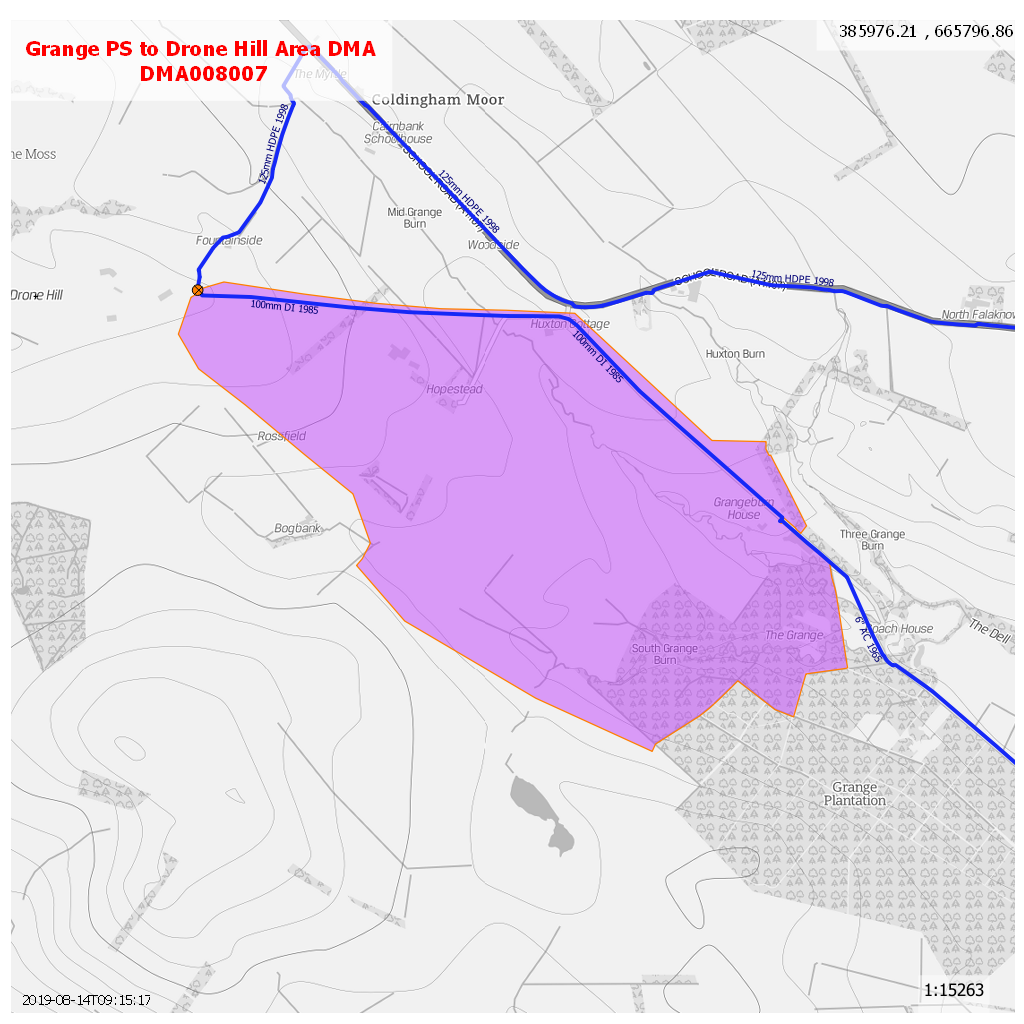 Grange PS to Drone Hill Area DMA
DMA008007
385976.21 , 665796.86
The Myrtle
Coldingham Moor
Cairnbank
Schoolhouse
125mm HDPE 1998
125mm HDPE 1998
he Moss
Mid Grange
Burn
Fountainside
Woodside
125mm HDPE 1998
Drone Hill
100mm DI 1985
North Falaknow
Huxton Cottage
100mm DI 1985
Huxton Burn
Hopestead
Rossfield
Grangeburn
House
Bogbank
Three Grange
Burn
6" AC 1965
oach House
The Dell
The Grange
South Grange
Burn
Grange
Plantation
2019-08-14T09:15:17
1:15263